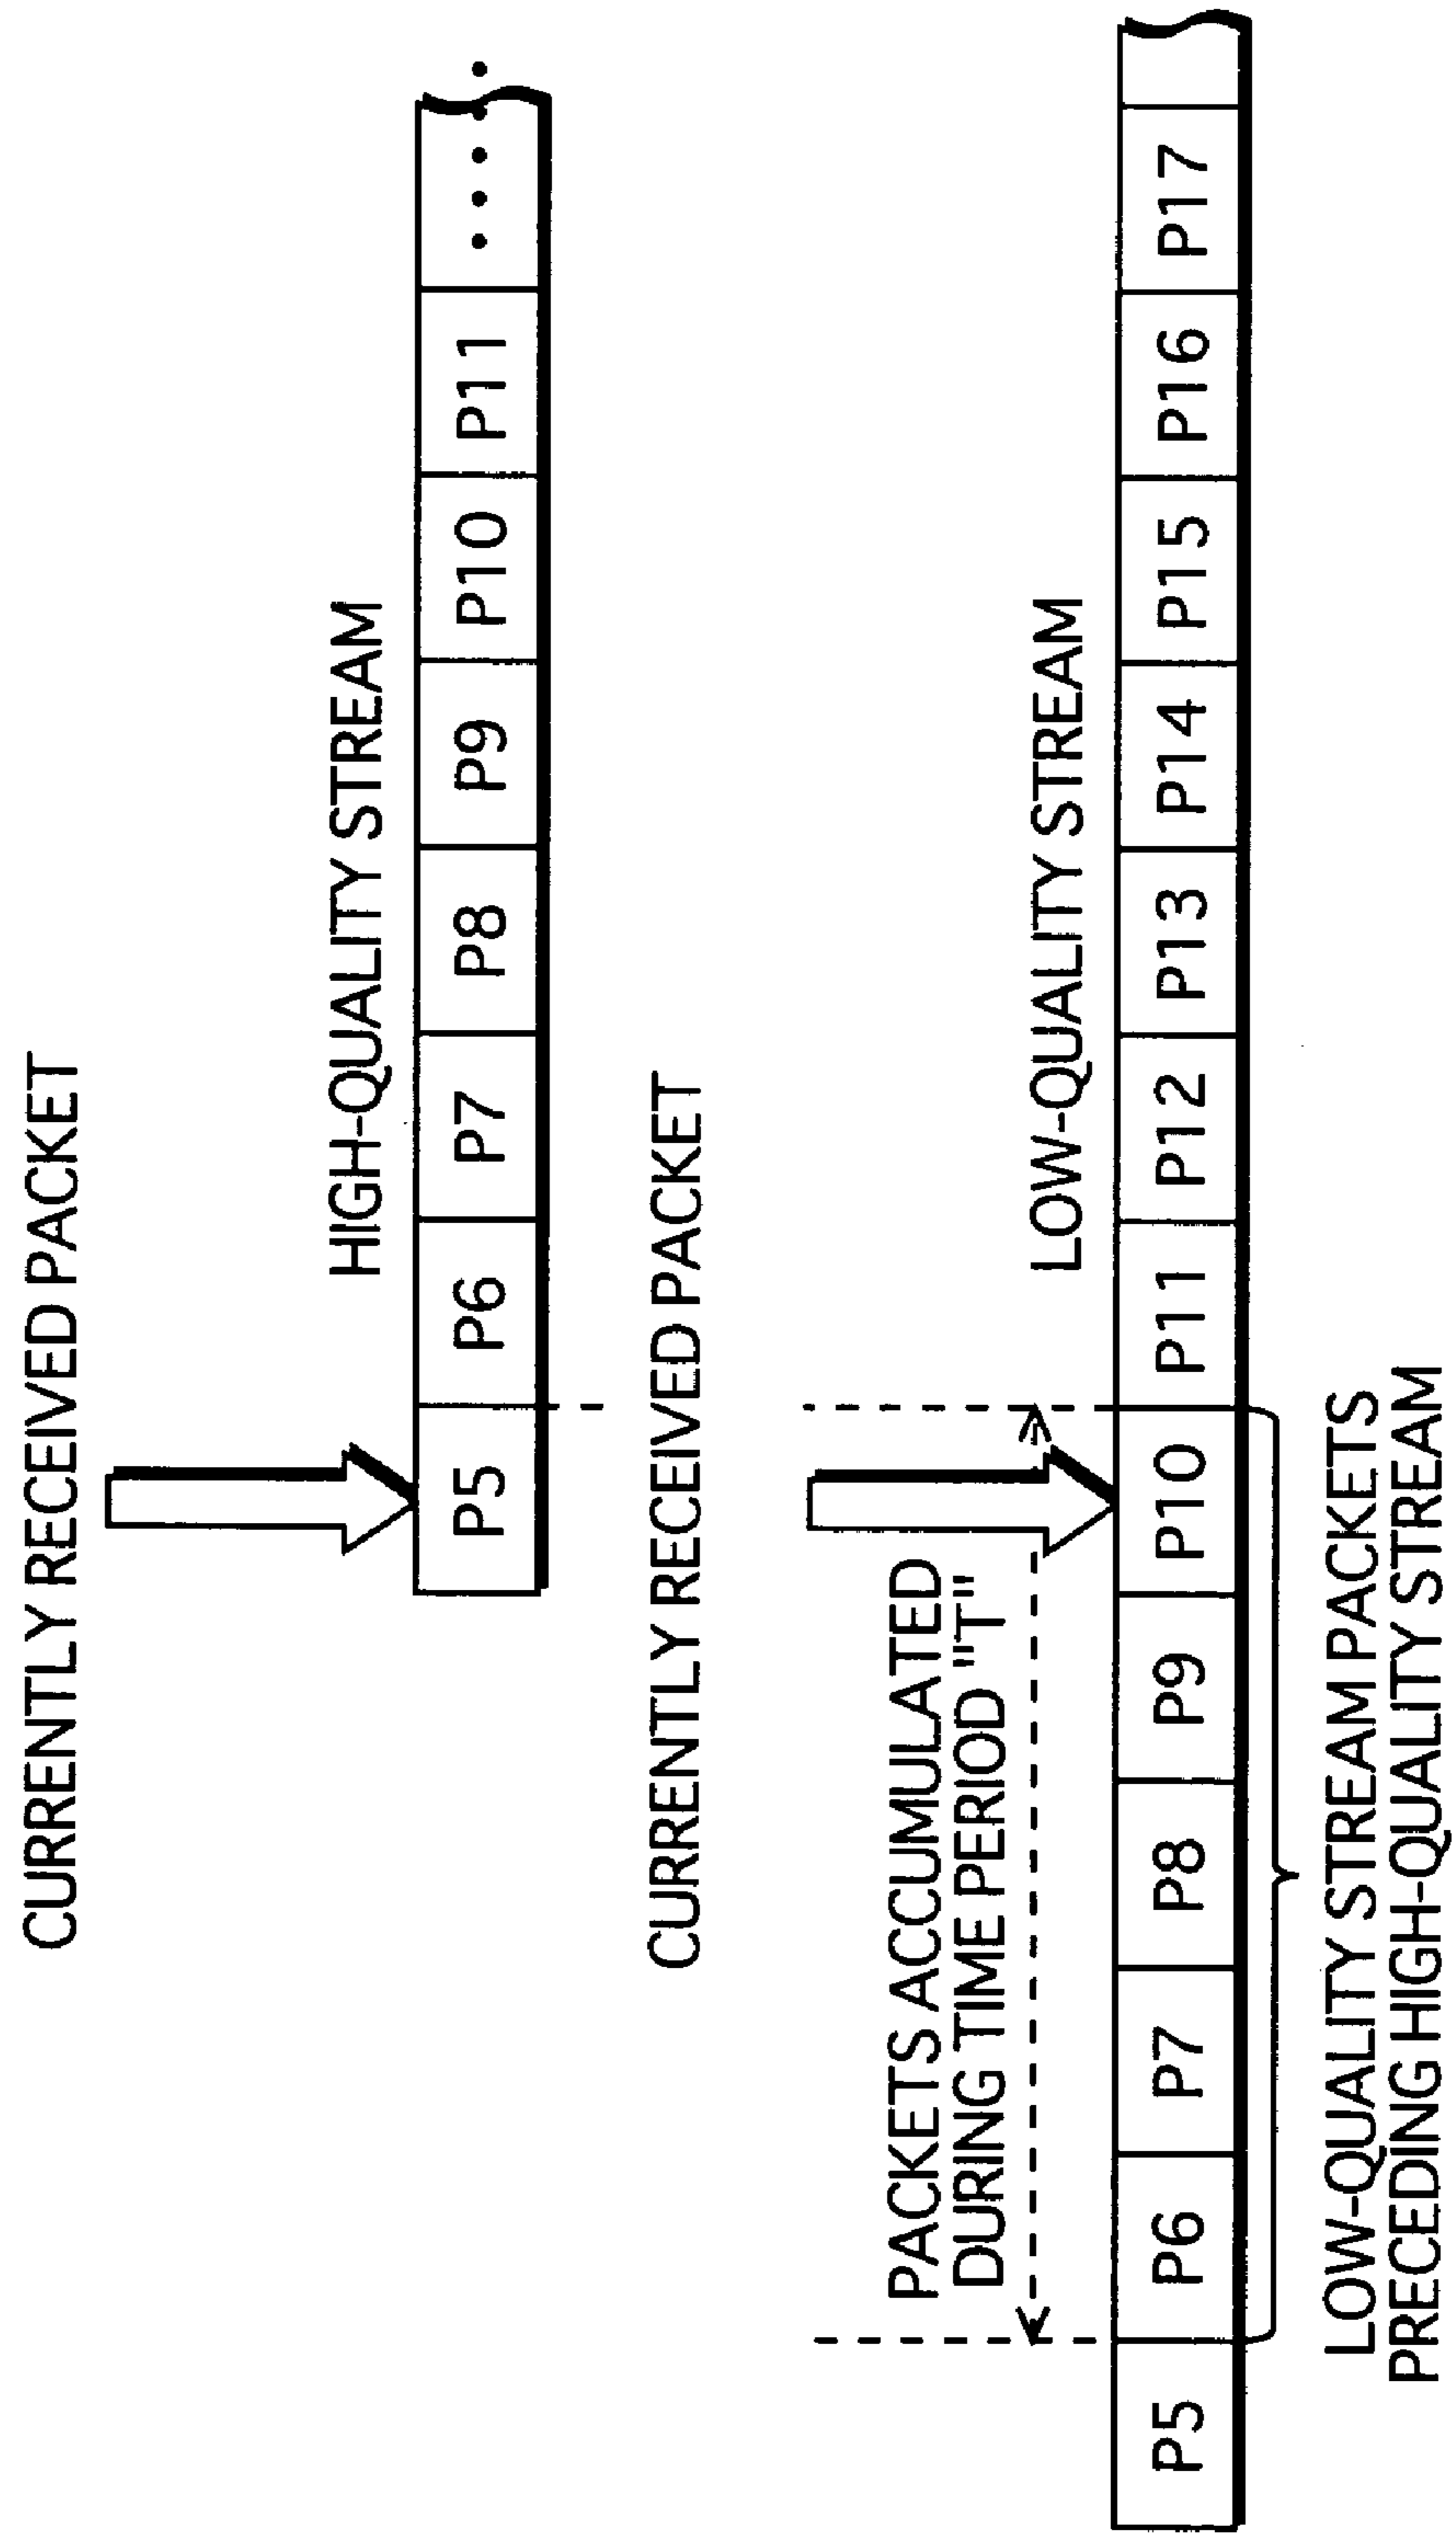 CURRENTLY RECEIVED PACKET
HIGH-QUALITY STREAM
P5 P6 P7 P8 P9 P10 P11 • • • • •
CURRENTLY RECEIVED PACKET
PACKETS ACCUMULATED
DURING TIME PERIOD "T"
LOW-QUALITY STREAM
P5 P6 P7 P8 P9 P10 P11 P12 P13 P14 P15 P16 P17
LOW-QUALITY STREAM PACKETS
PRECEDING HIGH-QUALITY STREAM